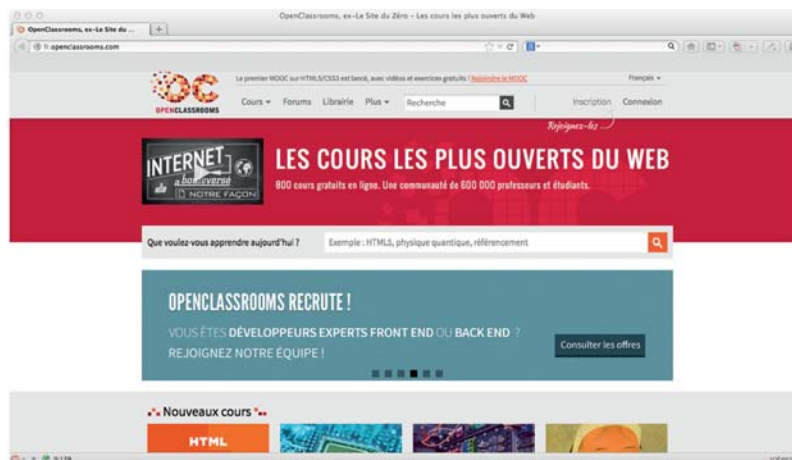 OpenClassrooms, ex-Le Site du Zéro - Les cours les plus ouverts du Web
OpenClassrooms, ex-Le Site du ...
fr.openclassrooms.com
Le premier MOOC sur HTML5/CSS3 est lancé, avec vidéos et exercices gratuits ! Rejoindre le MOOC
Français
OC
OPENCLASSROOMS
Cours Forums Librairie Plus Recherche Inscription Connexion
Rejoignez-les
INTERNET
a bouleversé
NOTRE FAÇON
LES COURS LES PLUS OUVERTS DU WEB
800 cours gratuits en ligne. Une communauté de 600 000 professeurs et étudiants.
Que voulez-vous apprendre aujourd'hui ? Exemple : HTML5, physique quantique, référencement
OPENCLASSROOMS RECRUTE !
VOUS ÊTES DÉVELOPPEURS EXPERTS FRONT END OU BACK END ?
REJOIGNEZ NOTRE ÉQUIPE !
Consulter les offres
Nouveaux cours
HTML